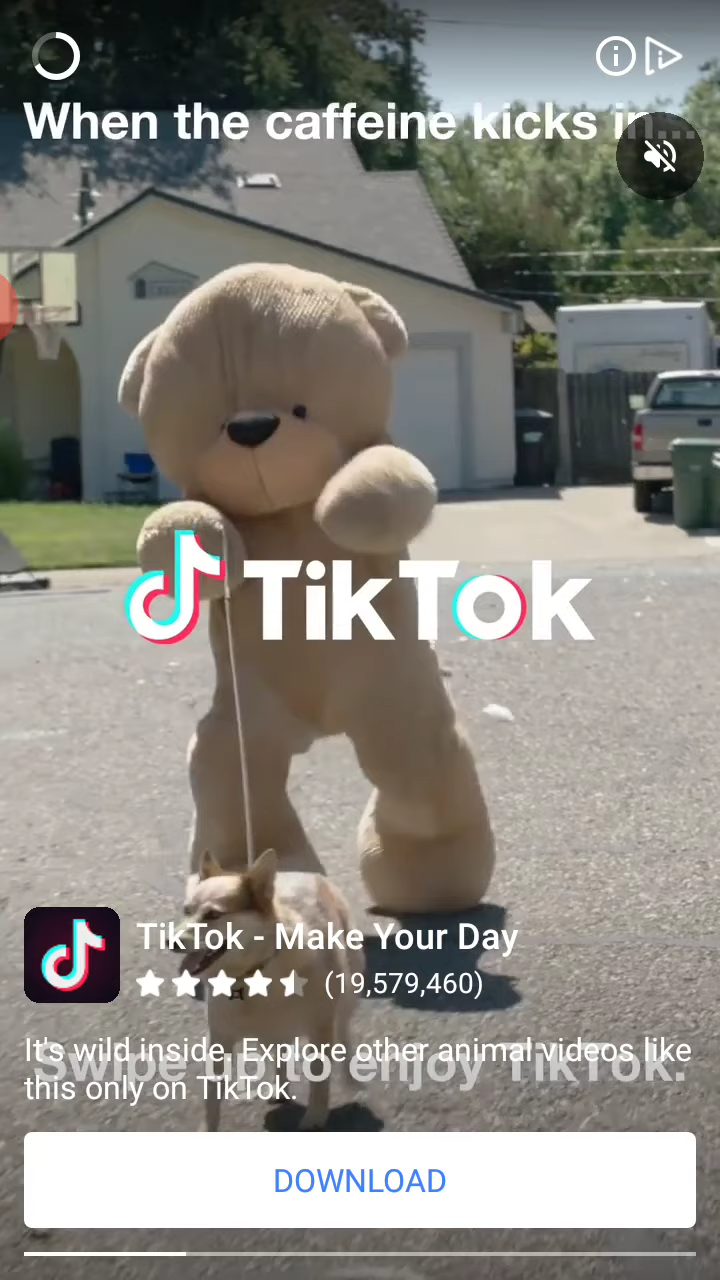 When the caffeine kicks in...
TikTok
TikTok - Make Your Day
(19,579,460)
It's wild inside. Explore other animal videos like
this only on TikTok.
Swipe up to enjoy TikTok.
DOWNLOAD